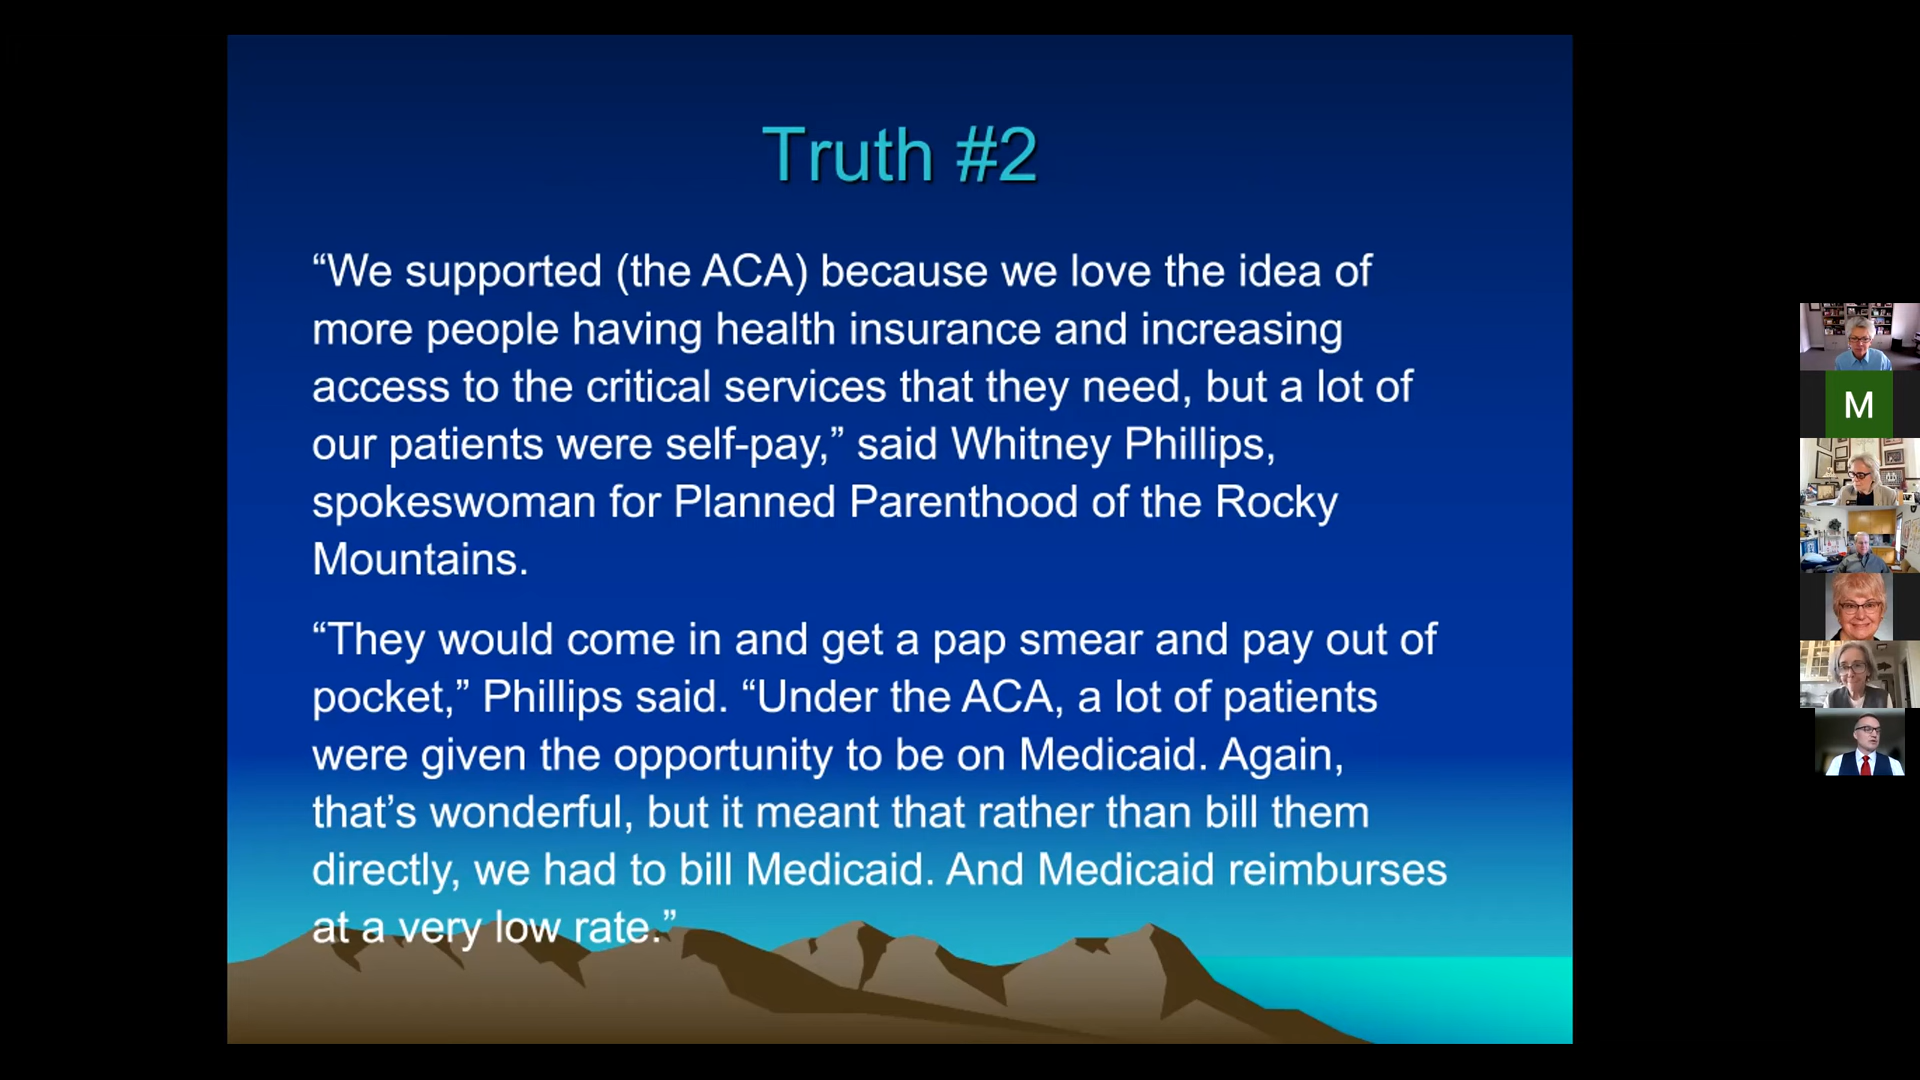 Truth #2
“We supported (the ACA) because we love the idea of
more people having health insurance and increasing
access to the critical services that they need, but a lot of
our patients were self-pay,” said Whitney Phillips,
spokeswoman for Planned Parenthood of the Rocky
Mountains.
“They would come in and get a pap smear and pay out of
pocket,” Phillips said. “Under the ACA, a lot of patients
were given the opportunity to be on Medicaid. Again,
that’s wonderful, but it meant that rather than bill them
directly, we had to bill Medicaid. And Medicaid reimburses
at a very low rate.”
M